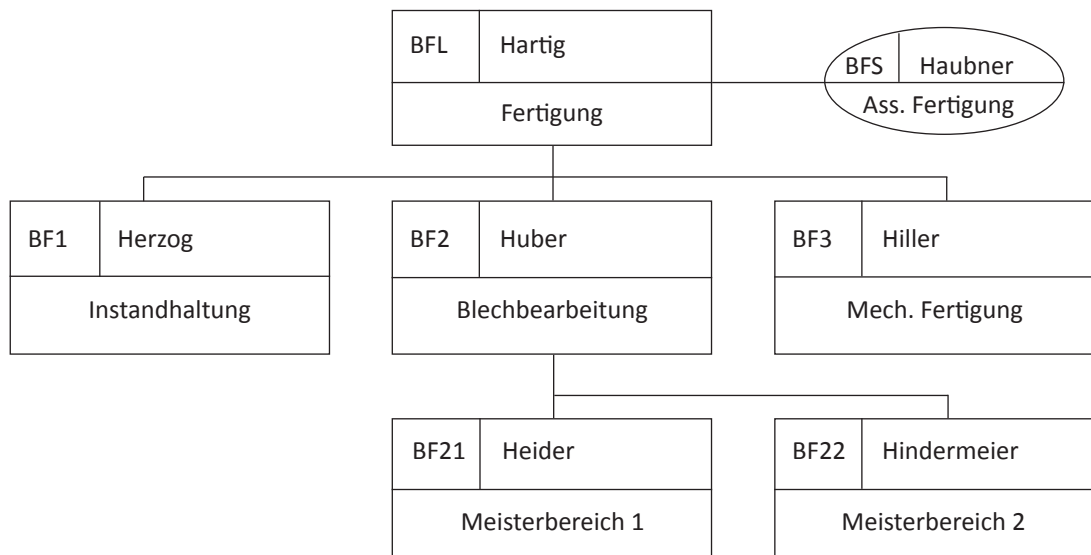 BFL Hartig
Fertigung
BFS Haubner
Ass. Fertigung
BF1 Herzog
Instandhaltung
BF2 Huber
Blechbearbeitung
BF3 Hiller
Mech. Fertigung
BF21 Heider
Meisterbereich 1
BF22 Hindermeier
Meisterbereich 2